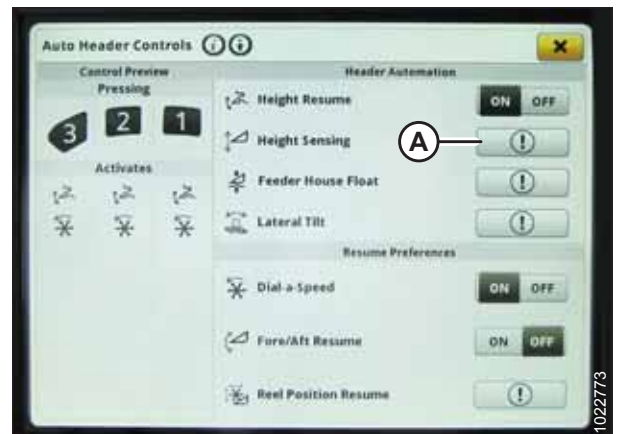 Auto Header Controls
Control Preview
Pressing
3 2 1
Activates
Header Automation
Height Resume ON OFF
Height Sensing A !
Feeder House Float !
Lateral Tilt !
Resume Preferences
Dial-a-Speed ON OFF
Fore/Aft Resume ON OFF
Reel Position Resume !
1022773